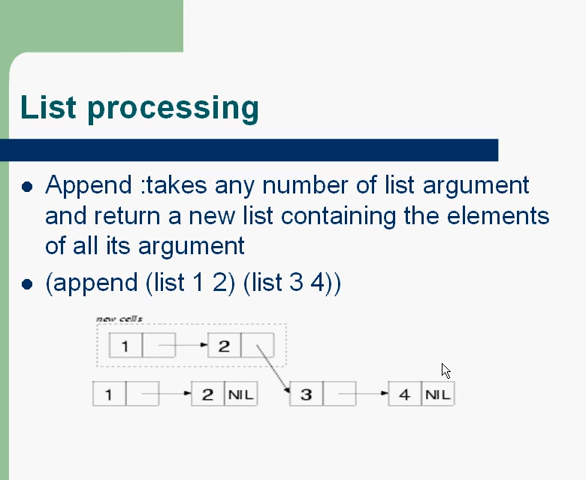 List processing
Append :takes any number of list argument
and return a new list containing the elements
of all its argument
(append (list 1 2) (list 3 4))
new cells
1 2
1 2 NIL 3 4 NIL